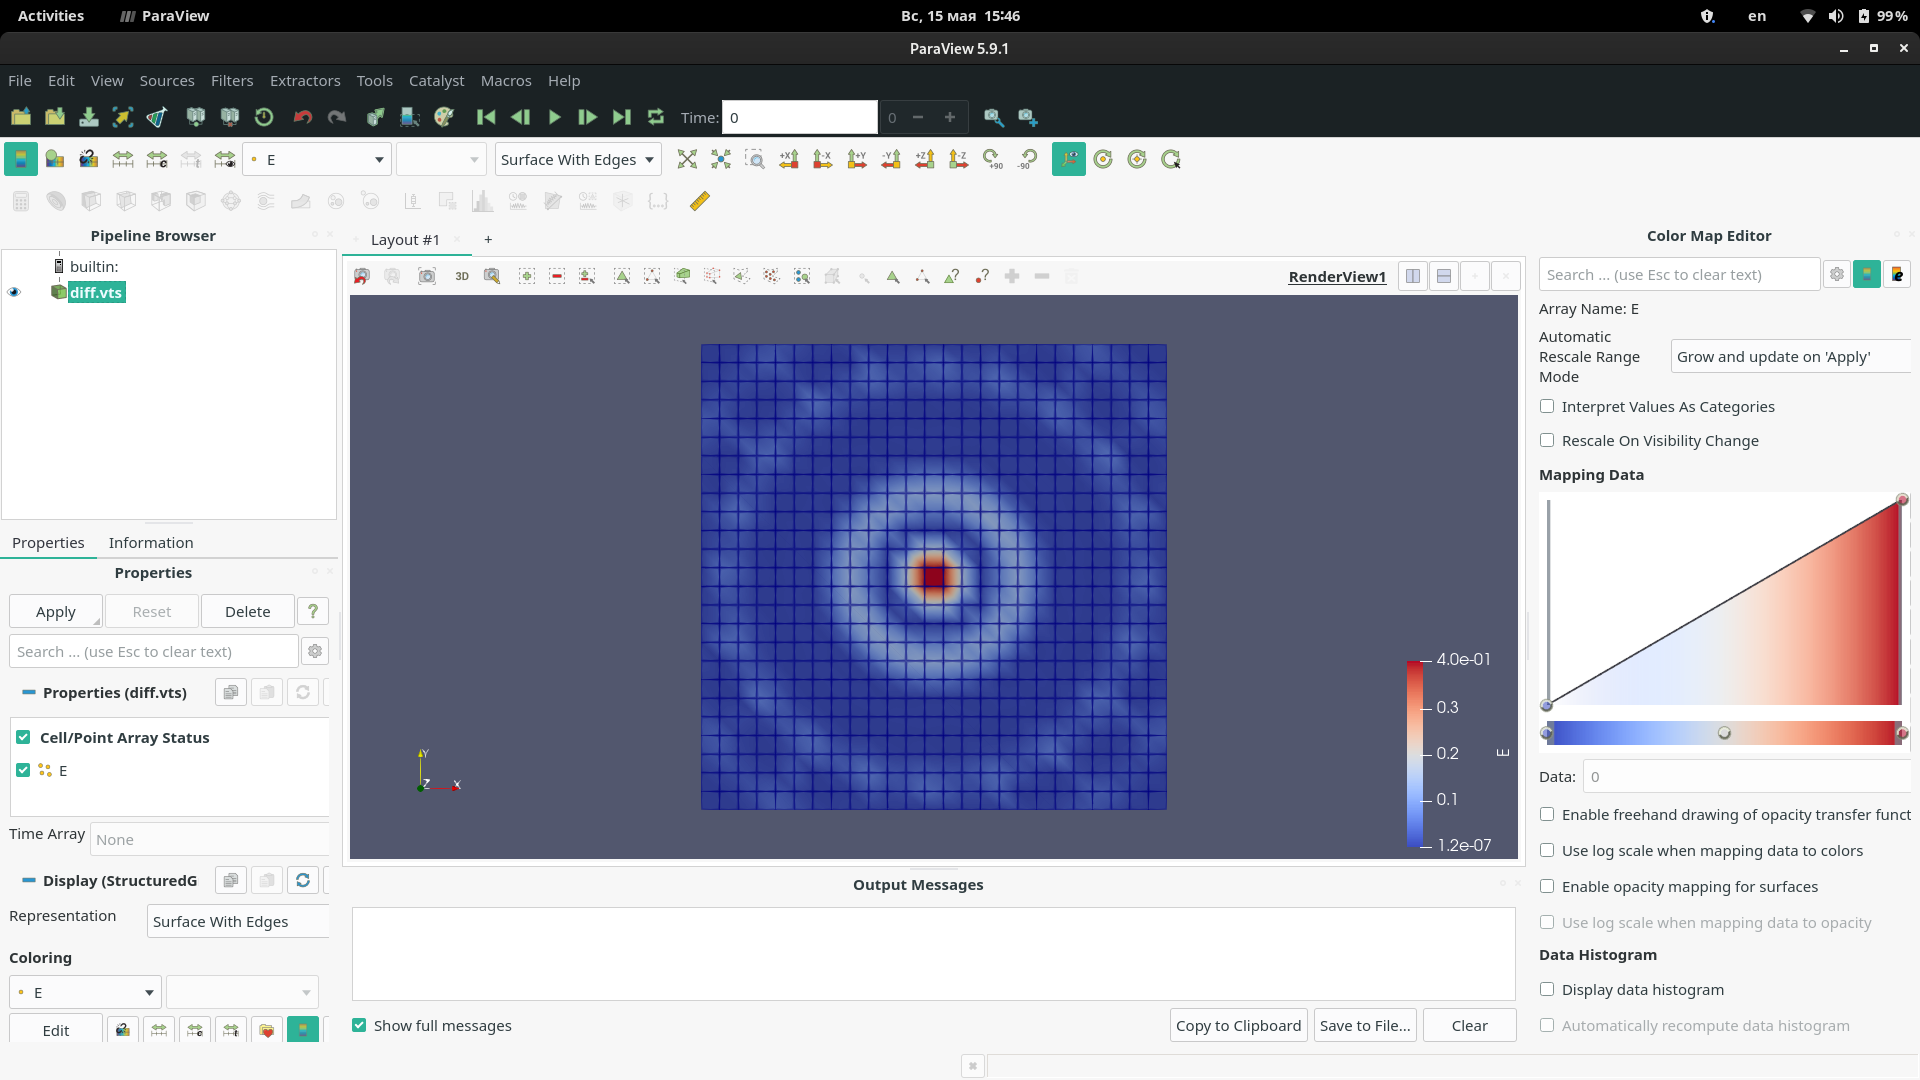 Activities
ParaView
Вс, 15 мая 15:46
en
99 %
ParaView 5.9.1
File Edit View Sources Filters Extractors Tools Catalyst Macros Help
Time: 0 0
E
Surface With Edges
+X -X +Y -Y +Z -Z +90 -90
Pipeline Browser
builtin:
diff.vts
Properties Information
Properties
Apply Reset Delete ?
Search ... (use Esc to clear text)
Properties (diff.vts)
Cell/Point Array Status
E
Time Array None
Display (StructuredG
Representation Surface With Edges
Coloring
E
Edit
Layout #1 +
3D
RenderView1
Y
Z X
4.0e-01
0.3
0.2
0.1
1.2e-07
E
Output Messages
Show full messages
Copy to Clipboard Save to File... Clear
Color Map Editor
Search ... (use Esc to clear text)
Array Name: E
Automatic
Rescale Range
Mode
Grow and update on 'Apply'
Interpret Values As Categories
Rescale On Visibility Change
Mapping Data
Data: 0
Enable freehand drawing of opacity transfer funct
Use log scale when mapping data to colors
Enable opacity mapping for surfaces
Use log scale when mapping data to opacity
Data Histogram
Display data histogram
Automatically recompute data histogram